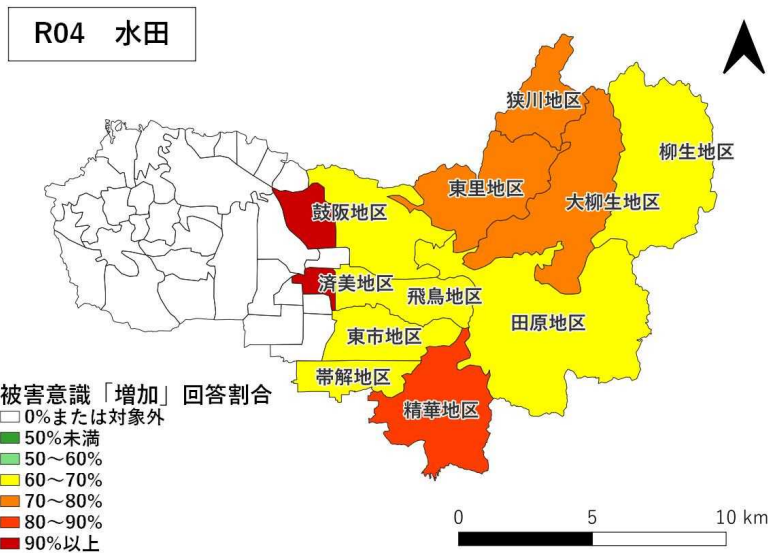 R04　水田
狭川地区
柳生地区
東里地区
大柳生地区
鼓阪地区
済美地区
飛鳥地区
田原地区
東市地区
帯解地区
精華地区
被害意識「増加」回答割合
0%または対象外
50%未満
50～60%
60～70%
70～80%
80～90%
90%以上
0 5 10 km